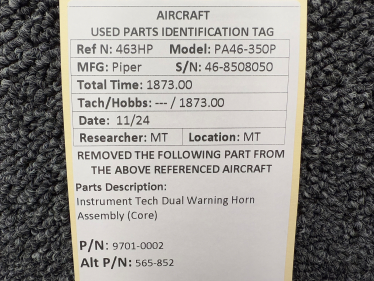 AIRCRAFT
USED PARTS IDENTIFICATION TAG
Ref N: 463HP Model: PA46-350P
MFG: Piper S/N: 46-8508050
Total Time: 1873.00
Tach/Hobbs: --- / 1873.00
Date: 11/24
Researcher: MT Location: MT
REMOVED THE FOLLOWING PART FROM
THE ABOVE REFERENCED AIRCRAFT
Parts Description:
Instrument Tech Dual Warning Horn
Assembly (Core)
P/N: 9701-0002
Alt P/N: 565-852